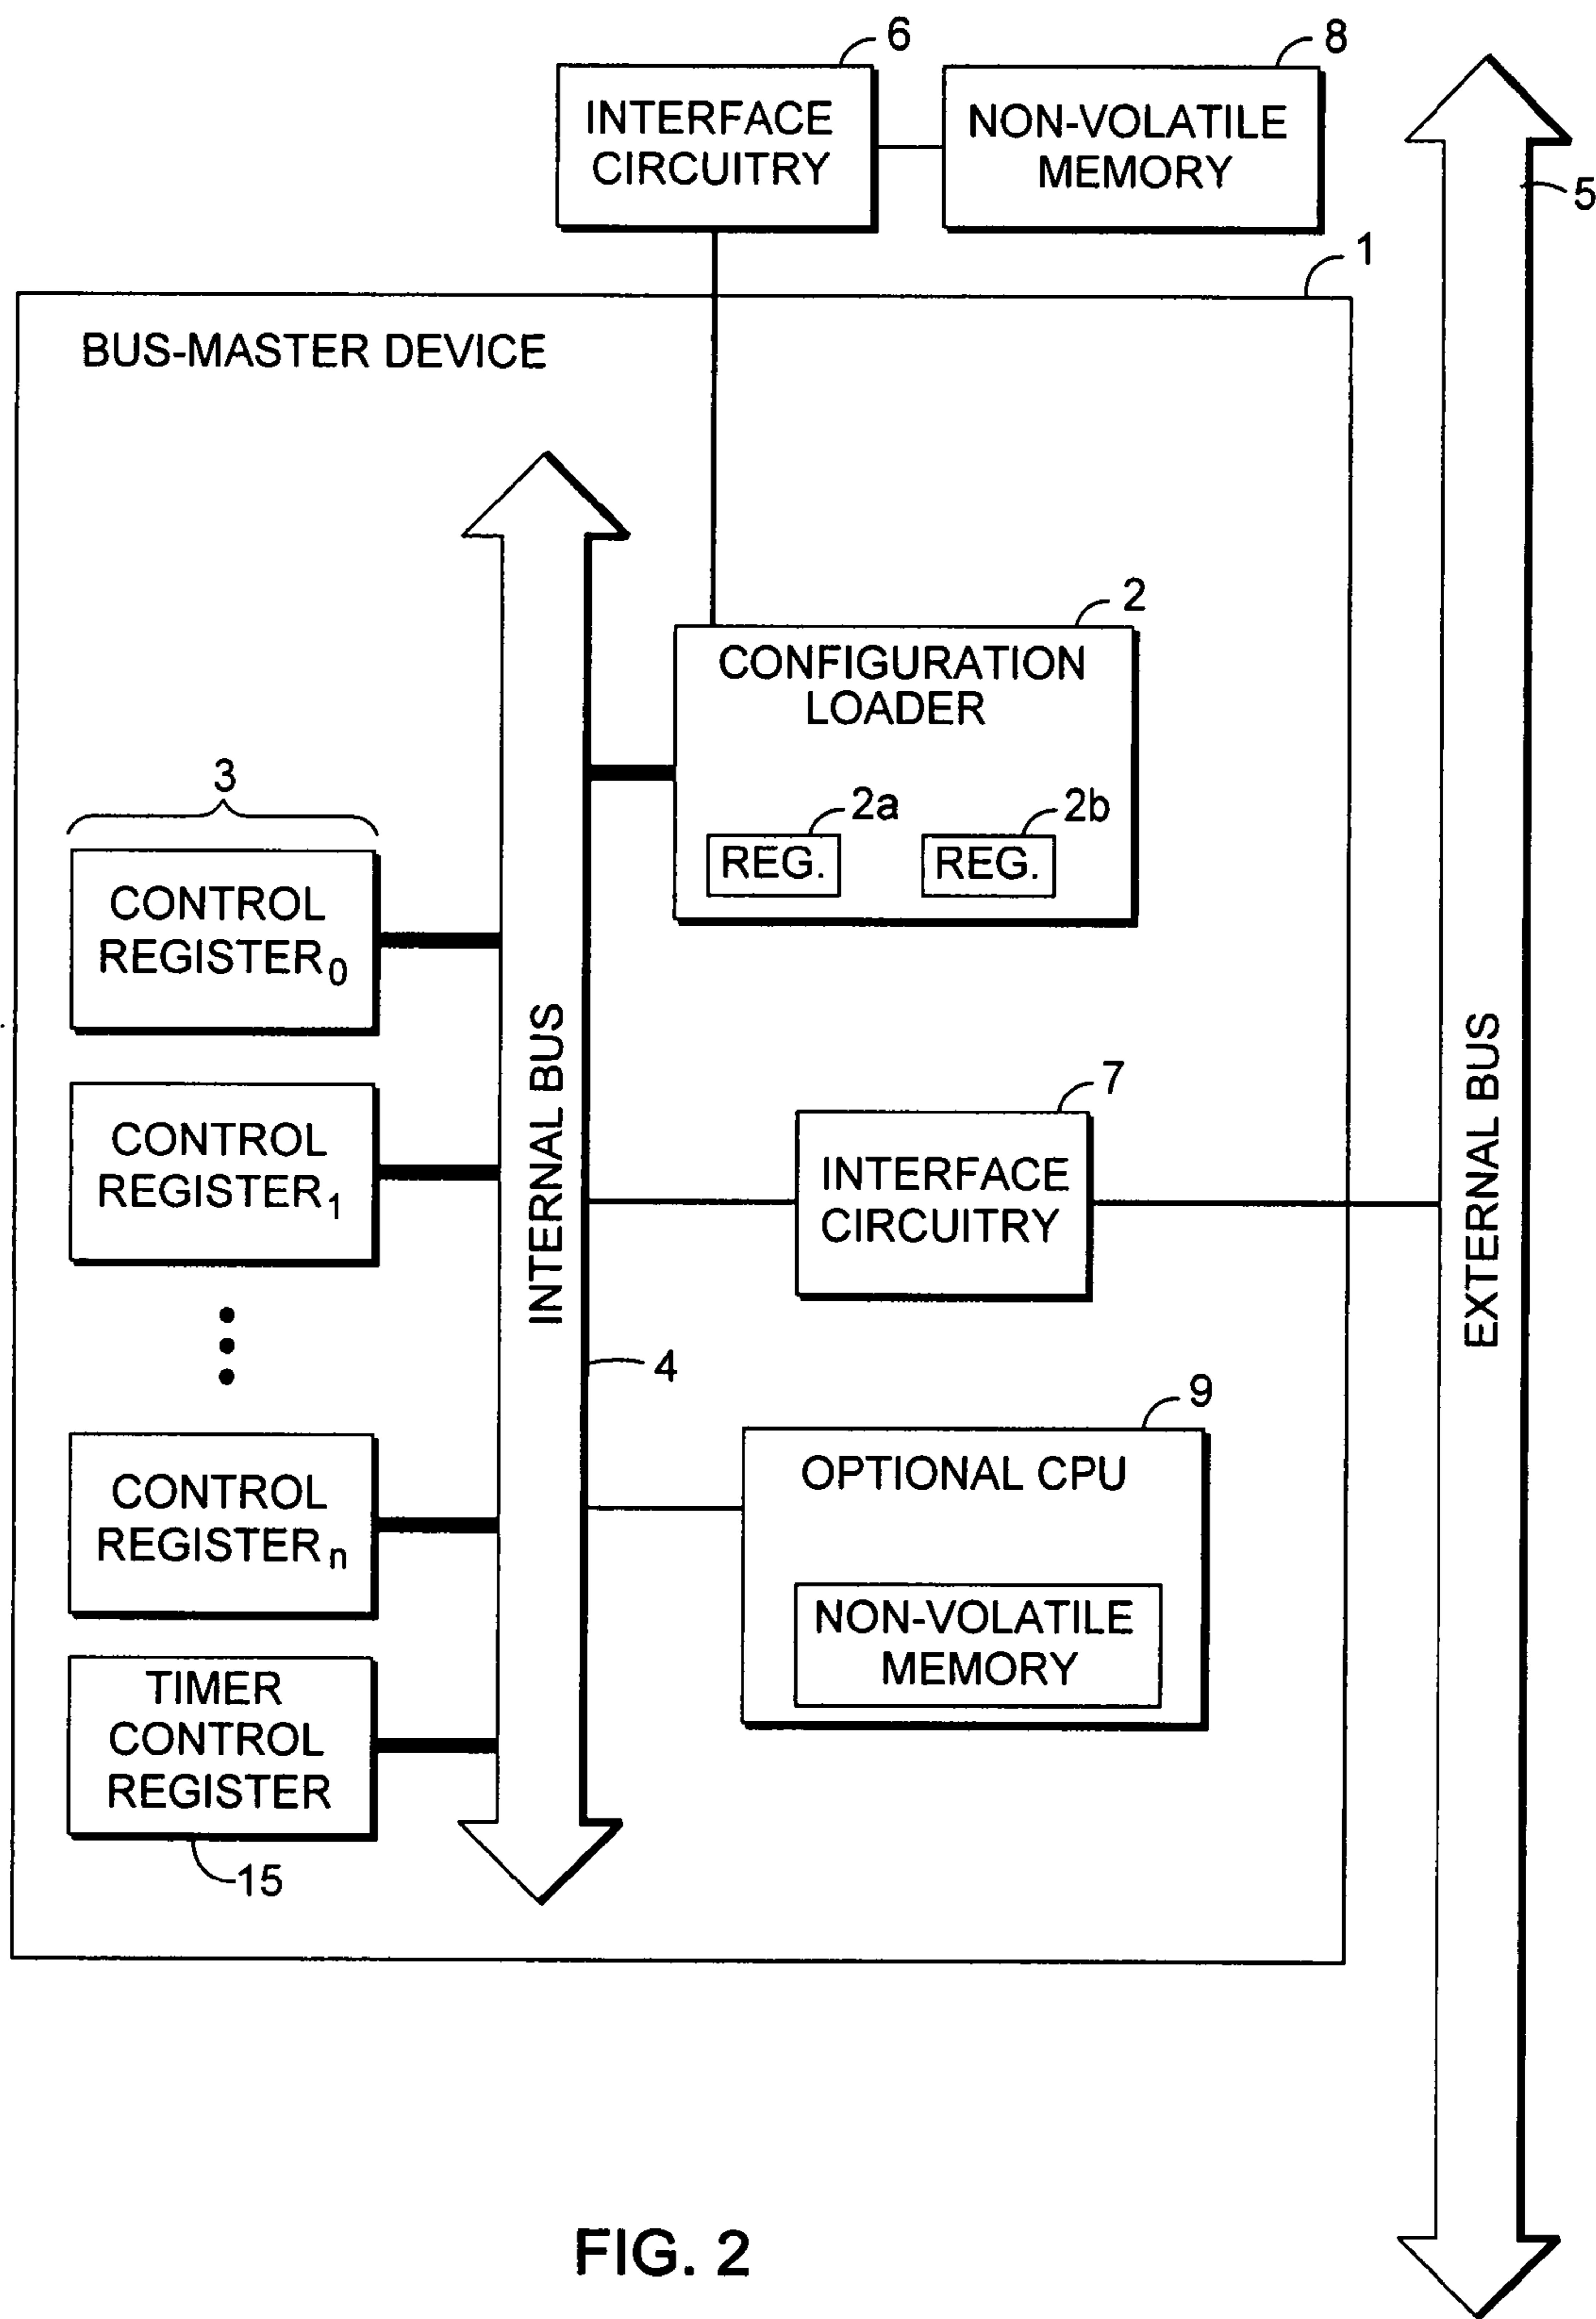 6
8
INTERFACE
CIRCUITRY
NON-VOLATILE
MEMORY
5
1
BUS-MASTER DEVICE
2
CONFIGURATION
LOADER
2a
2b
REG.
REG.
3
CONTROL
REGISTER0
INTERNAL BUS
EXTERNAL BUS
CONTROL
REGISTER1
7
INTERFACE
CIRCUITRY
4
9
OPTIONAL CPU
CONTROL
REGISTERn
NON-VOLATILE
MEMORY
TIMER
CONTROL
REGISTER
15
FIG. 2